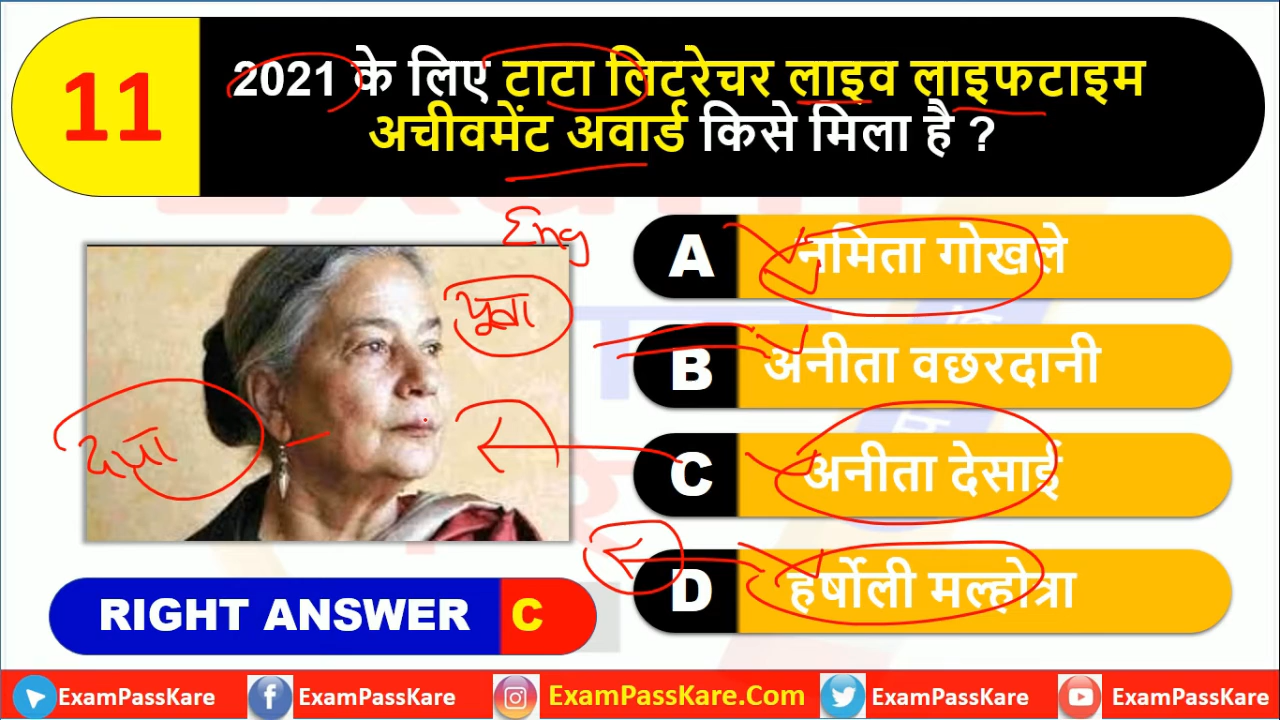 11
2021 के लिए टाटा लिटरेचर लाइव लाइफटाइम
अचीवमेंट अवार्ड किसे मिला है ?
Eng
A नमिता गोखले
B अनीता वछरदानी
C अनीता देसाई
D हर्षोली मल्होत्रा
RIGHT ANSWER C
ExamPassKare ExamPassKare ExamPassKare.Com ExamPassKare ExamPassKare